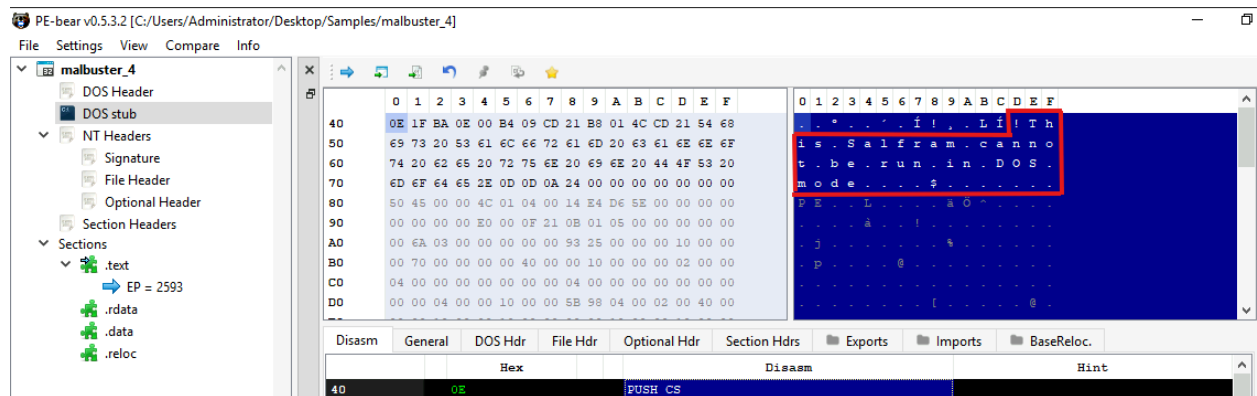 PE-bear v0.5.3.2 [C:/Users/Administrator/Desktop/Samples/malbuster_4]
File Settings View Compare Info
malbuster_4
DOS Header
DOS stub
NT Headers
Signature
File Header
Optional Header
Section Headers
Sections
.text
EP = 2593
.rdata
.data
.reloc
0 1 2 3 4 5 6 7 8 9 A B C D E F
40 0E 1F BA 0E 00 B4 09 CD 21 B8 01 4C CD 21 54 68
50 69 73 20 53 61 6C 66 72 61 6D 20 63 61 6E 6E 6F
60 74 20 62 65 20 72 75 6E 20 69 6E 20 44 4F 53 20
70 6D 6F 64 65 2E 0D 0D 0A 24 00 00 00 00 00 00 00
80 50 45 00 00 4C 01 04 00 14 E4 D6 5E 00 00 00 00
90 00 00 00 00 E0 00 0F 21 0B 01 05 00 00 00 00 00
A0 00 6A 03 00 00 00 00 00 93 25 00 00 00 10 00 00
B0 00 70 00 00 00 00 40 00 00 10 00 00 00 02 00 00
C0 04 00 00 00 00 00 00 00 04 00 00 00 00 00 00 00
D0 00 00 04 00 00 10 00 00 5B 98 04 00 02 00 40 00
0 1 2 3 4 5 6 7 8 9 A B C D E F
. . ° . . ´ . Í ! ¸ . L Í ! T h
i s . S a l f r a m . c a n n o
t . b e . r u n . i n . D O S .
m o d e . . . . $ . . . . . . .
P E . . L . . . . ä Ö ^ . . . .
. . . . à . . ! . . . . . . . .
. j . . . . . . . % . . . . . .
. p . . . . @ . . . . . . . . .
. . . . . . . . . . . . . . . .
. . . . . . . . [ . . . . . @ .
Disasm General DOS Hdr File Hdr Optional Hdr Section Hdrs Exports Imports BaseReloc.
Hex Disasm Hint
40 0E PUSH CS